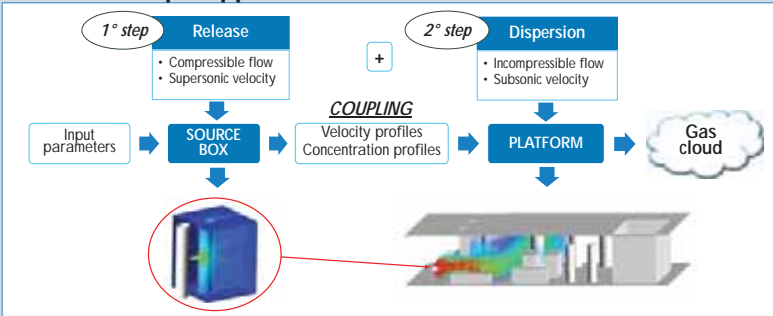 1° step
Release
• Compressible flow
• Supersonic velocity
+
2° step
Dispersion
• Incompressible flow
• Subsonic velocity
COUPLING
Input
parameters
SOURCE
BOX
Velocity profiles
Concentration profiles
PLATFORM
Gas
cloud